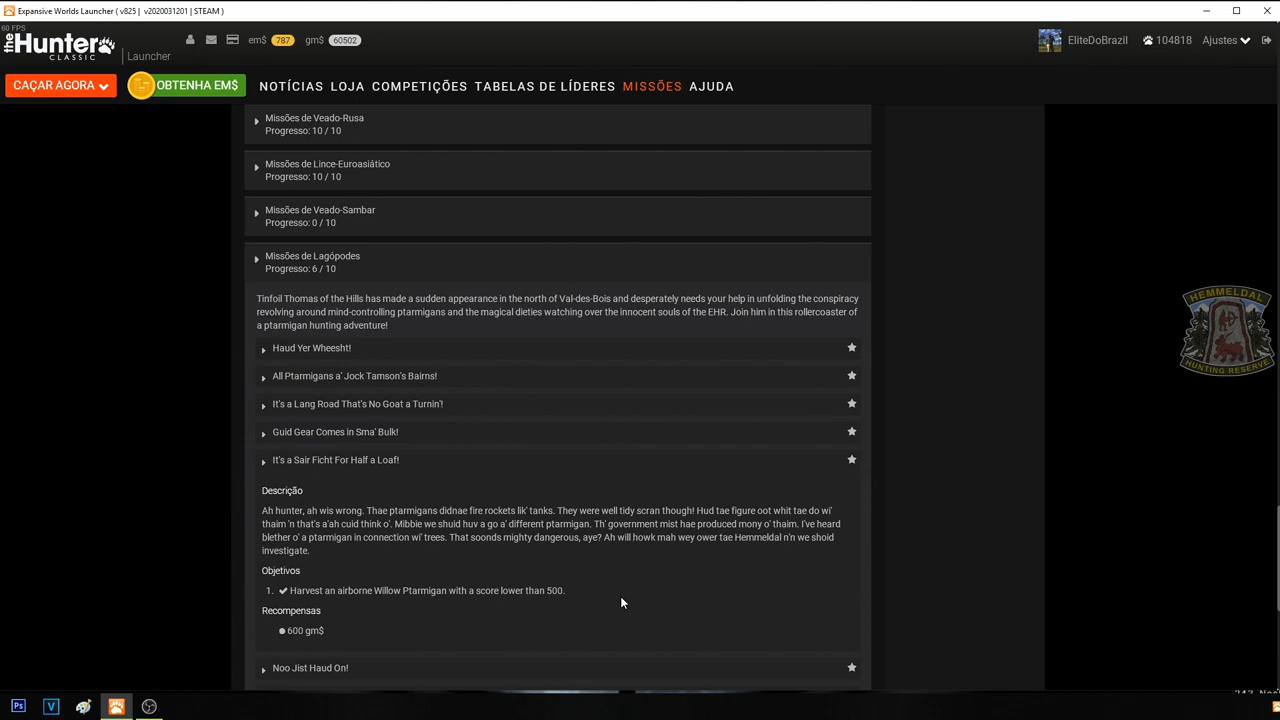 Expansive Worlds Launcher ( v825 | v2020031201 | STEAM )
60 FPS
theHunter
CLASSIC
Launcher
em$ 787 gm$ 60502
EliteDoBrazil 104818 Ajustes
CAÇAR AGORA
OBTENHA EM$
NOTÍCIAS LOJA COMPETIÇÕES TABELAS DE LÍDERES MISSÕES AJUDA
Missões de Veado-Rusa
Progresso: 10 / 10
Missões de Lince-Euroasiático
Progresso: 10 / 10
Missões de Veado-Sambar
Progresso: 0 / 10
Missões de Lagópodes
Progresso: 6 / 10
Tinfoil Thomas of the Hills has made a sudden appearance in the north of Val-des-Bois and desperately needs your help in unfolding the conspiracy
revolving around mind-controlling ptarmigans and the magical dieties watching over the innocent souls of the EHR. Join him in this rollercoaster of
a ptarmigan hunting adventure!
Haud Yer Wheesht!
All Ptarmigans a' Jock Tamson's Bairns!
It's a Lang Road That's No Goat a Turnin'!
Guid Gear Comes in Sma' Bulk!
It's a Sair Ficht For Half a Loaf!
Descrição
Ah hunter, ah wis wrong. Thae ptarmigans didnae fire rockets lik' tanks. They were well tidy scran though! Hud tae figure oot whit tae do wi'
thaim 'n that's a'ah cuid think o'. Mibbie we shuid huv a go a' different ptarmigan. Th' government mist hae produced mony o' thaim. I've heard
blether o' a ptarmigan in connection wi' trees. That soonds mighty dangerous, aye? Ah will howk mah wey ower tae Hemmeldal n'n we shoid
investigate.
Objetivos
1. ✔ Harvest an airborne Willow Ptarmigan with a score lower than 500.
Recompensas
600 gm$
Noo Jist Haud On!
HEMMELDAL
HUNTING RESERVE
Ps
V